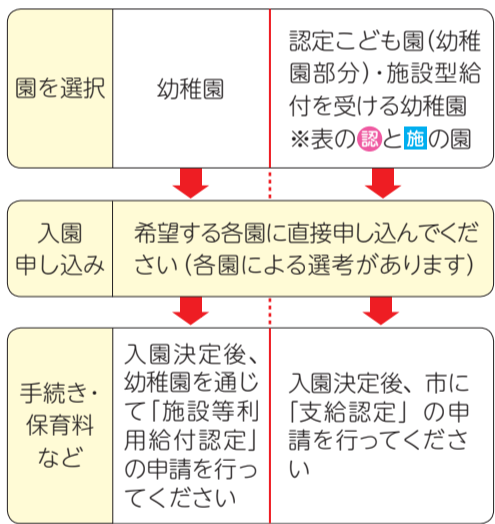 園を選択
幼稚園
認定こども園(幼稚
園部分)・施設型給
付を受ける幼稚園
※表の認と施の園
入園
申し込み
希望する各園に直接申し込んでくだ
さい(各園による選考があります)
手続き・
保育料
など
入園決定後、
幼稚園を通じ
て「施設等利
用給付認定」
の申請を行っ
てください
入園決定後、市に
「支給認定」の申
請を行ってくださ
い